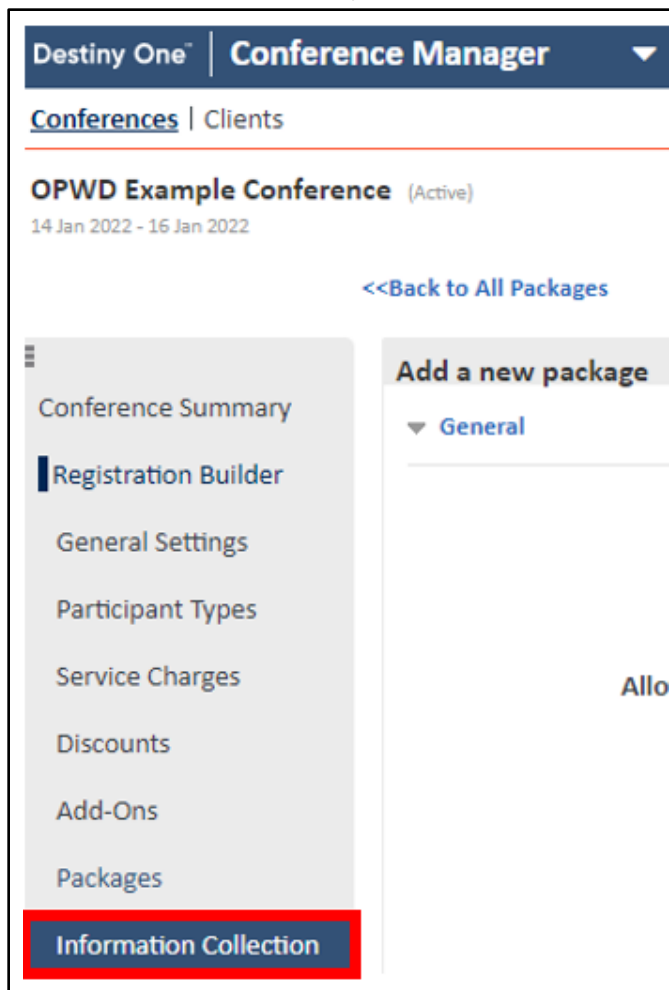 Destiny One™ | Conference Manager
Conferences | Clients
OPWD Example Conference (Active)
14 Jan 2022 - 16 Jan 2022
<<Back to All Packages
Conference Summary
Registration Builder
General Settings
Participant Types
Service Charges
Discounts
Add-Ons
Packages
Information Collection
Add a new package
General
Allo